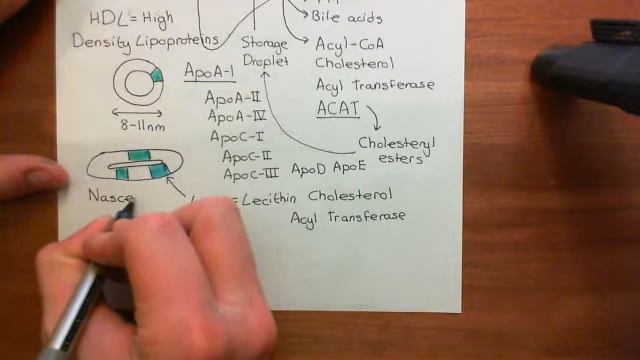 HDL = High
Density Lipoproteins
8-11nm
Nasce
Storage
Droplet
ApoA-I
ApoA-II
ApoA-IV
ApoC-I
ApoC-II
ApoC-III ApoD ApoE
= Lecithin Cholesterol
Acyl Transferase
Bile acids
Acyl-CoA
Cholesterol
Acyl Transferase
ACAT
Cholesteryl
esters